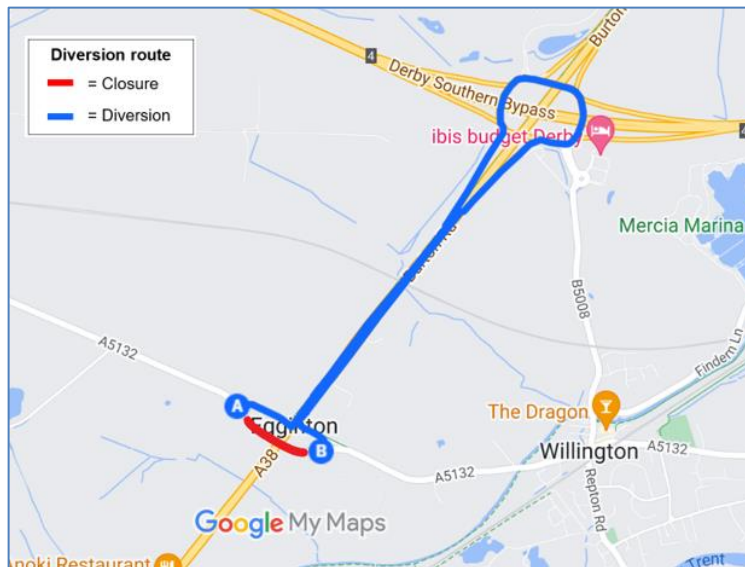 Diversion route
= Closure
= Diversion
4
Derby Southern Bypass
Burton
4
ibis budget Derby
Mercia Marina
B5008
Findern Ln
A5132
A
Egginton
B
A38
The Dragon
Willington
A5132
A5132
Repton Rd
Google My Maps
Trent